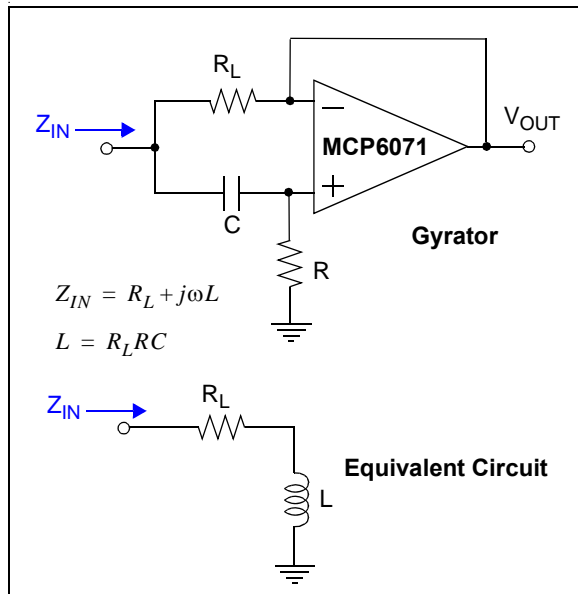 R_L
Z_IN
−
MCP6071
V_OUT
+
C
Gyrator
R
Z_IN = R_L + jωL
L = R_L RC
Z_IN
R_L
Equivalent Circuit
L